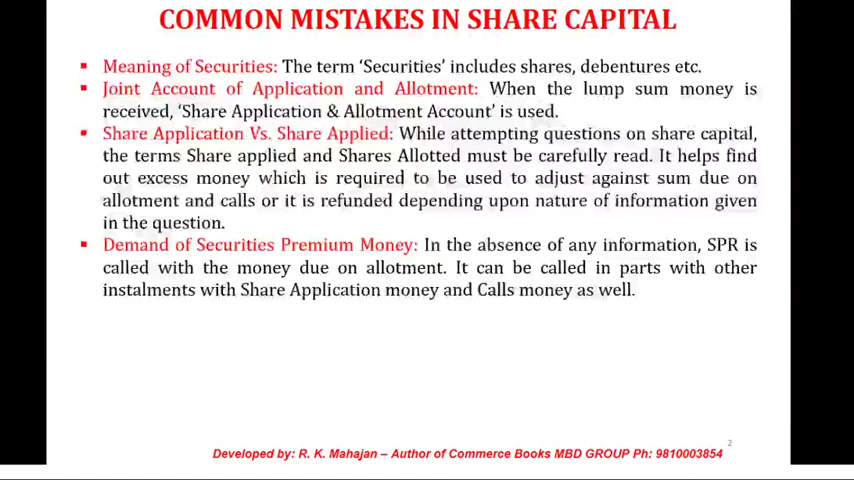 COMMON MISTAKES IN SHARE CAPITAL
▪ Meaning of Securities: The term ‘Securities’ includes shares, debentures etc.
▪ Joint Account of Application and Allotment: When the lump sum money is
received, ‘Share Application & Allotment Account’ is used.
▪ Share Application Vs. Share Applied: While attempting questions on share capital,
the terms Share applied and Shares Allotted must be carefully read. It helps find
out excess money which is required to be used to adjust against sum due on
allotment and calls or it is refunded depending upon nature of information given
in the question.
▪ Demand of Securities Premium Money: In the absence of any information, SPR is
called with the money due on allotment. It can be called in parts with other
instalments with Share Application money and Calls money as well.
2
Developed by: R. K. Mahajan – Author of Commerce Books MBD GROUP Ph: 9810003854